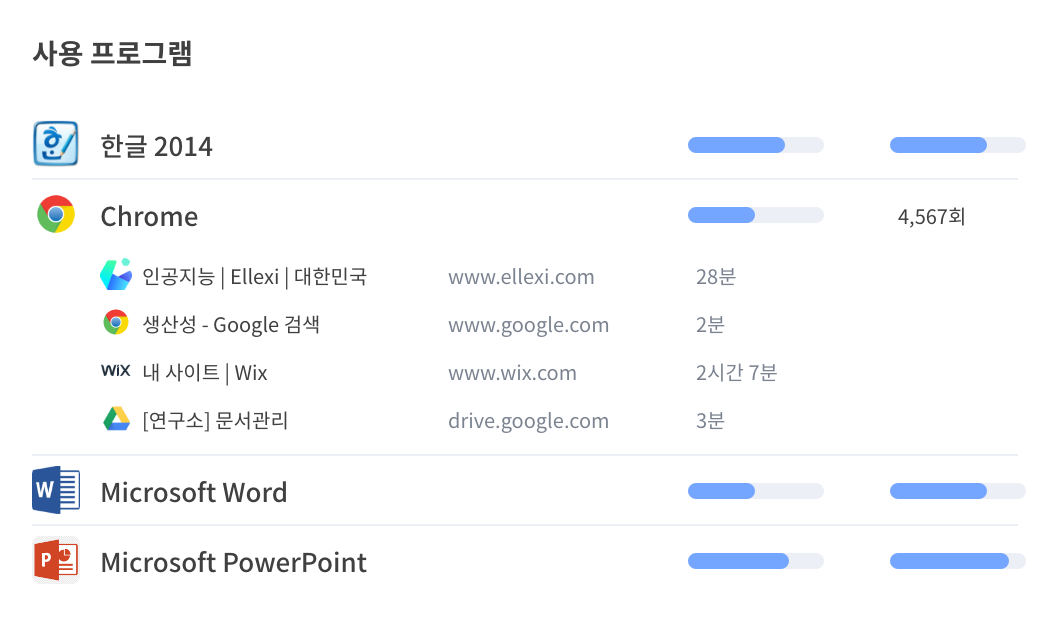 사용 프로그램
한글 2014
Chrome 4,567회
인공지능 | Ellexi | 대한민국 www.ellexi.com 28분
생산성 - Google 검색 www.google.com 2분
WiX 내 사이트 | Wix www.wix.com 2시간 7분
[연구소] 문서관리 drive.google.com 3분
W Microsoft Word
P Microsoft PowerPoint